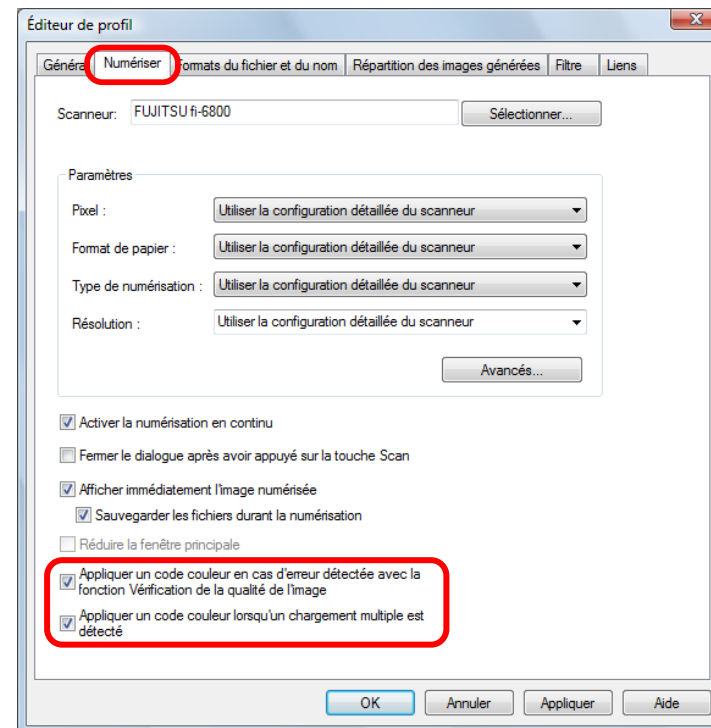 Éditeur de profil
Général Numériser Formats du fichier et du nom Répartition des images générées Filtre Liens
Scanneur: FUJITSU fi-6800 Sélectionner...
Paramètres
Pixel : Utiliser la configuration détaillée du scanneur
Format de papier : Utiliser la configuration détaillée du scanneur
Type de numérisation : Utiliser la configuration détaillée du scanneur
Résolution : Utiliser la configuration détaillée du scanneur
Avancés...
Activer la numérisation en continu
Fermer le dialogue après avoir appuyé sur la touche Scan
Afficher immédiatement l'image numérisée
Sauvegarder les fichiers durant la numérisation
Réduire la fenêtre principale
Appliquer un code couleur en cas d'erreur détectée avec la
fonction Vérification de la qualité de l'image
Appliquer un code couleur lorsqu'un chargement multiple est
détecté
OK Annuler Appliquer Aide